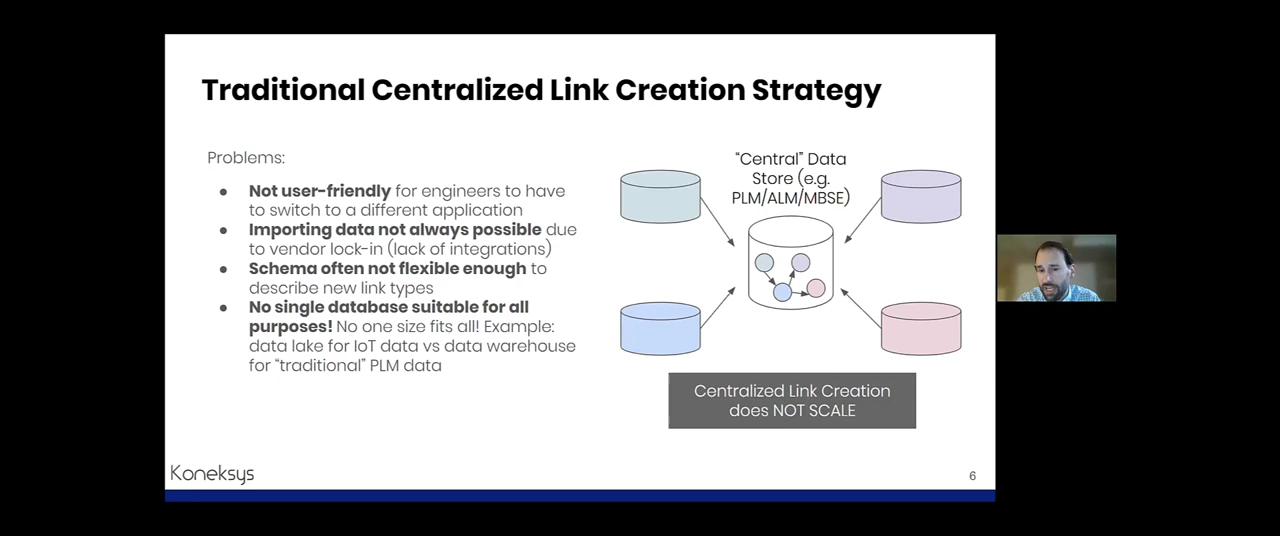 Traditional Centralized Link Creation Strategy
Problems:
● Not user-friendly for engineers to have
to switch to a different application
● Importing data not always possible due
to vendor lock-in (lack of integrations)
● Schema often not flexible enough to
describe new link types
● No single database suitable for all
purposes! No one size fits all! Example:
data lake for IoT data vs data warehouse
for “traditional” PLM data
“Central” Data
Store (e.g.
PLM/ALM/MBSE)
Centralized Link Creation
does NOT SCALE
Koneksys
6